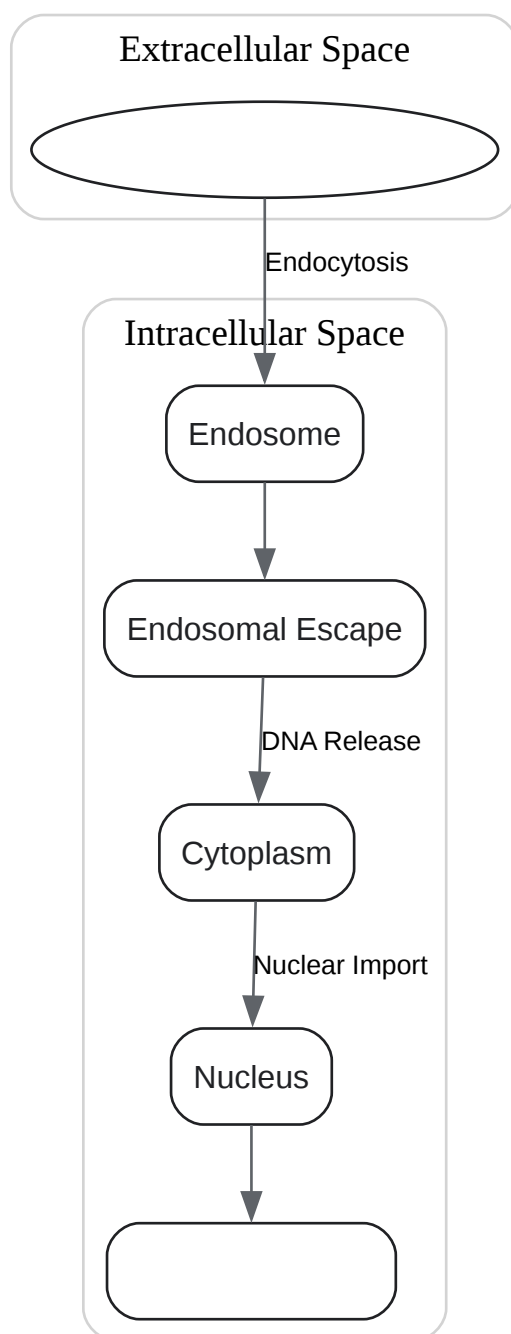 Extracellular Space
Endocytosis
Intracellular Space
Endosome
Endosomal Escape
DNA Release
Cytoplasm
Nuclear Import
Nucleus